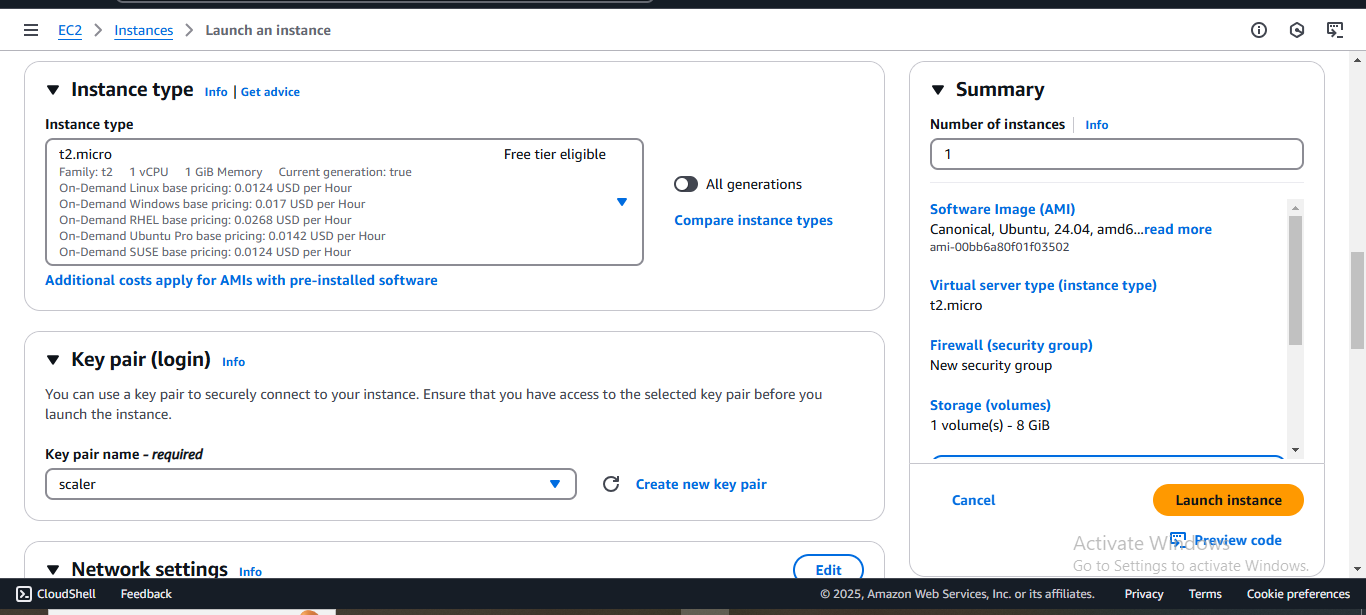 EC2 > Instances > Launch an instance
Instance type Info | Get advice
Instance type
t2.micro Free tier eligible
Family: t2 1 vCPU 1 GiB Memory Current generation: true
On-Demand Linux base pricing: 0.0124 USD per Hour
On-Demand Windows base pricing: 0.017 USD per Hour
On-Demand RHEL base pricing: 0.0268 USD per Hour
On-Demand Ubuntu Pro base pricing: 0.0142 USD per Hour
On-Demand SUSE base pricing: 0.0124 USD per Hour
All generations
Compare instance types
Additional costs apply for AMIs with pre-installed software
Key pair (login) Info
You can use a key pair to securely connect to your instance. Ensure that you have access to the selected key pair before you
launch the instance.
Key pair name - required
scaler
Create new key pair
Network settings Info
Edit
Summary
Number of instances Info
1
Software Image (AMI)
Canonical, Ubuntu, 24.04, amd6...read more
ami-00bb6a80f01f03502
Virtual server type (instance type)
t2.micro
Firewall (security group)
New security group
Storage (volumes)
1 volume(s) - 8 GiB
Cancel
Launch instance
Preview code
Activate Windows
Go to Settings to activate Windows.
CloudShell Feedback © 2025, Amazon Web Services, Inc. or its affiliates. Privacy Terms Cookie preferences